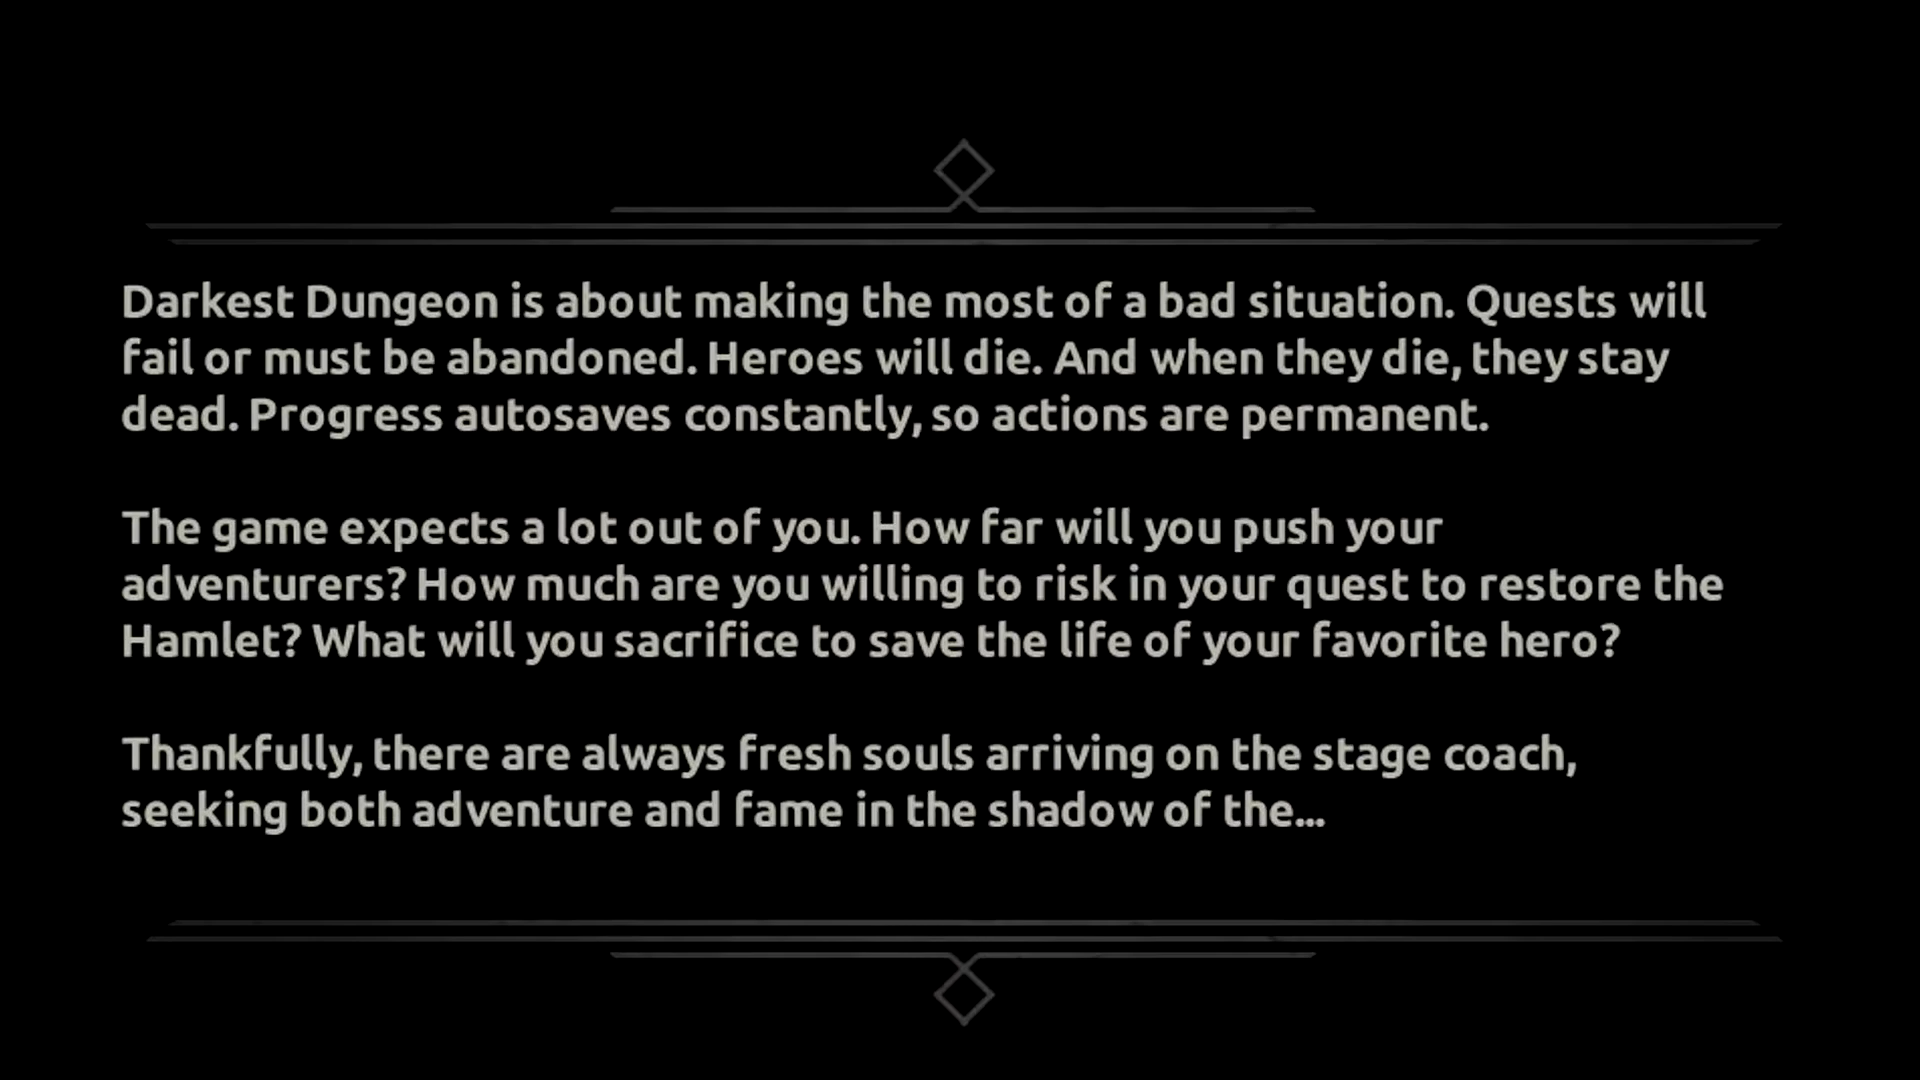 Darkest Dungeon is about making the most of a bad situation. Quests will
fail or must be abandoned. Heroes will die. And when they die, they stay
dead. Progress autosaves constantly, so actions are permanent.
The game expects a lot out of you. How far will you push your
adventurers? How much are you willing to risk in your quest to restore the
Hamlet? What will you sacrifice to save the life of your favorite hero?
Thankfully, there are always fresh souls arriving on the stage coach,
seeking both adventure and fame in the shadow of the...